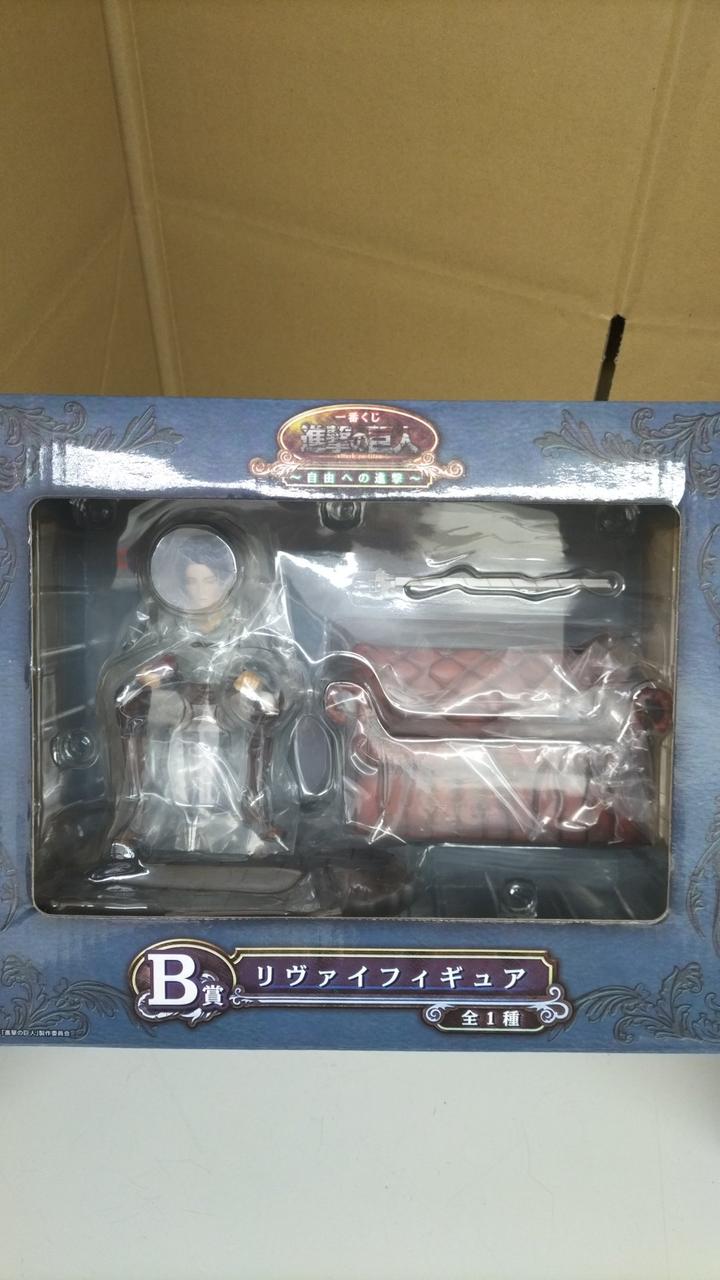 一番くじ
進撃の巨人
attack on titan
～自由への進撃～
B賞
リヴァイフィギュア
全1種
「進撃の巨人」製作委員会